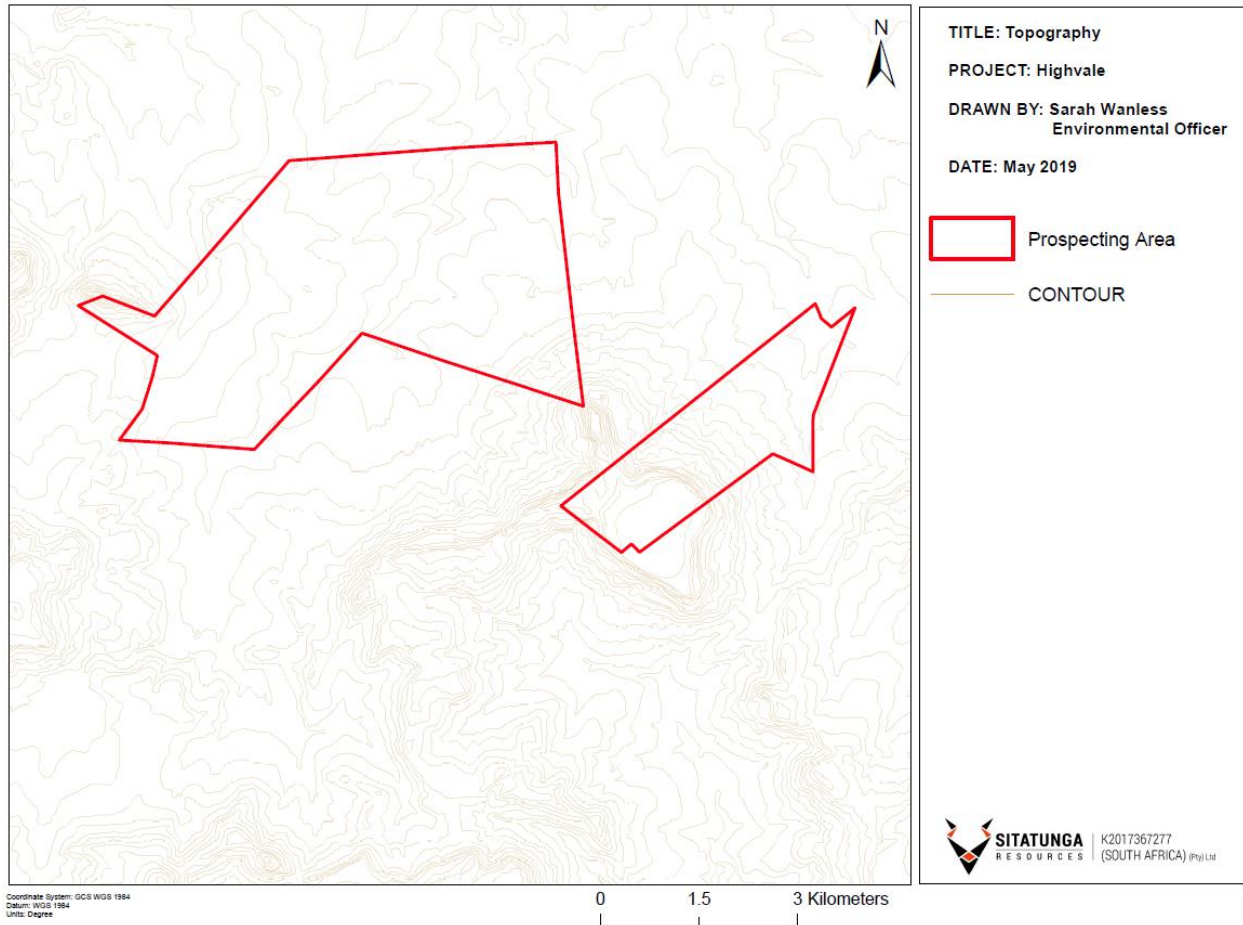 N
TITLE: Topography
PROJECT: Highvale
DRAWN BY: Sarah Wanless
Environmental Officer
DATE: May 2019
Prospecting Area
CONTOUR
SITATUNGA
RESOURCES
K2017367277
(SOUTH AFRICA) (Pty) Ltd
Coordinate System: GCS WGS 1984
Datum: WGS 1984
Units: Degree
0 1.5 3 Kilometers